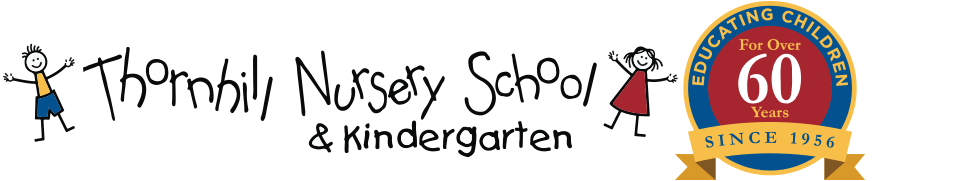 Thornhill Nursery School
& Kindergarten
EDUCATING CHILDREN
For Over
60
Years
SINCE 1956